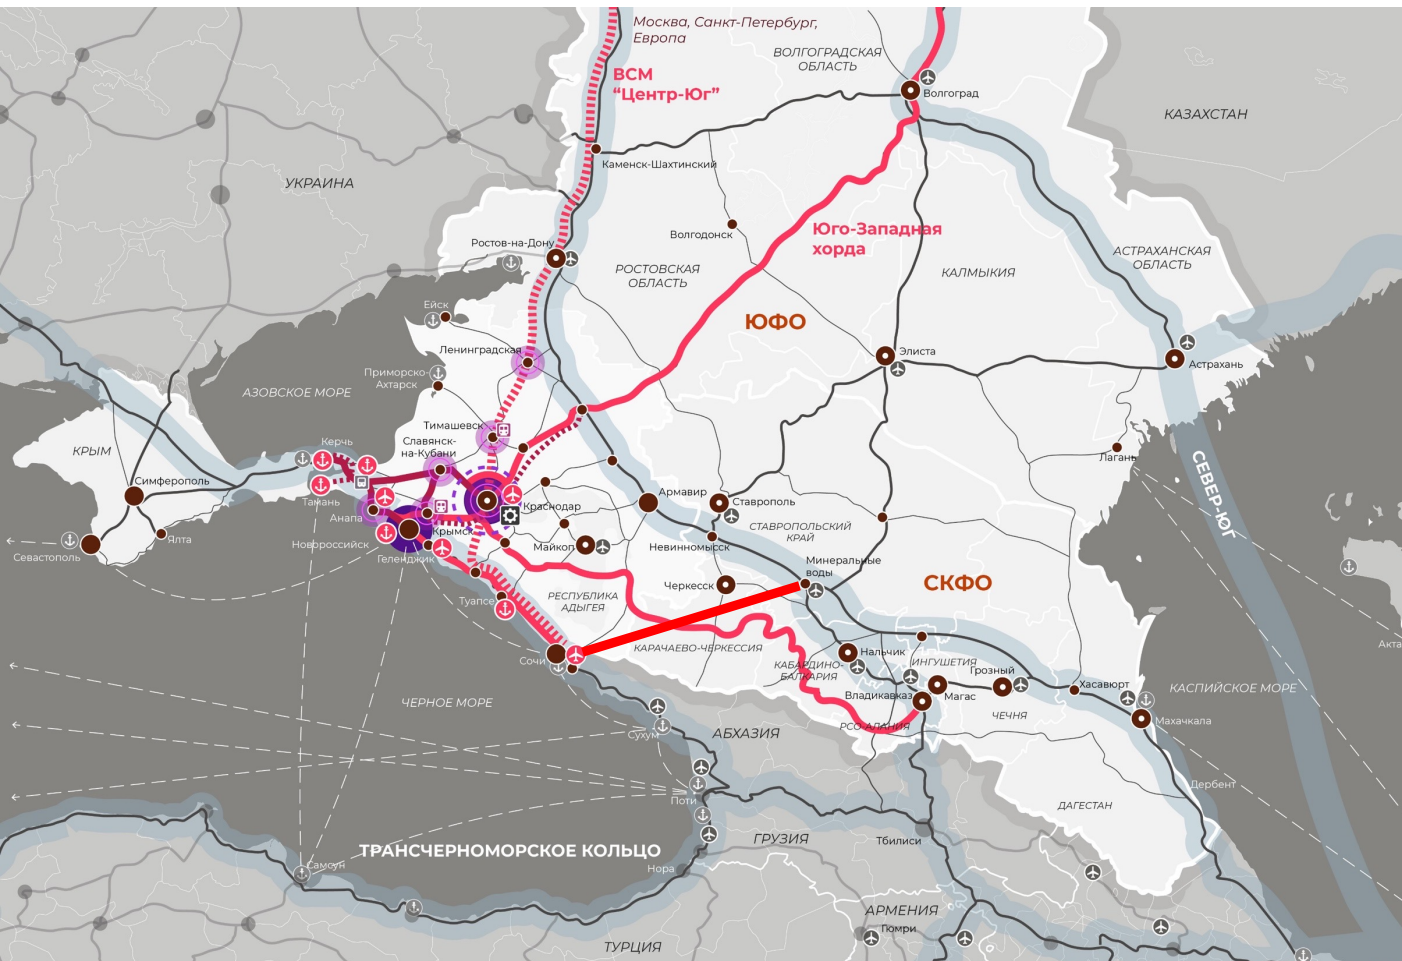 Москва, Санкт-Петербург,
Европа
ВСМ
“Центр-Юг”
ВОЛГОГРАДСКАЯ
ОБЛАСТЬ
Волгоград
КАЗАХСТАН
УКРАИНА
Каменск-Шахтинский
Волгодонск
Юго-Западная
хорда
Ростов-на-Дону
РОСТОВСКАЯ
ОБЛАСТЬ
КАЛМЫКИЯ
АСТРАХАНСКАЯ
ОБЛАСТЬ
Ейск
ЮФО
Ленинградская
Элиста
Астрахань
Приморско-
Ахтарск
АЗОВСКОЕ МОРЕ
Тимашевск
Славянск-
на-Кубани
Керчь
КРЫМ
Лагань
СЕВЕР-ЮГ
Симферополь
Тамань
Анапа
Краснодар
Армавир
Ставрополь
СТАВРОПОЛЬСКИЙ
КРАЙ
Крымск
Ялта
Севастополь
Новороссийск
Геленджик
Майкоп
Невинномысск
Минеральные
воды
СКФО
Черкесск
Туапсе
РЕСПУБЛИКА
АДЫГЕЯ
Сочи
КАРАЧАЕВО-ЧЕРКЕССИЯ
Нальчик
КАБАРДИНО-
БАЛКАРИЯ
ИНГУШЕТИЯ
Грозный
Акта
Владикавказ
Магас
Хасавюрт
КАСПИЙСКОЕ МОРЕ
ЧЕРНОЕ МОРЕ
ЧЕЧНЯ
Махачкала
РСО-АЛАНИЯ
Сухум
АБХАЗИЯ
Дербент
Поти
ДАГЕСТАН
ГРУЗИЯ
Тбилиси
ТРАНСЧЕРНОМОРСКОЕ КОЛЬЦО
Самсун
Нора
АРМЕНИЯ
Гюмри
ТУРЦИЯ